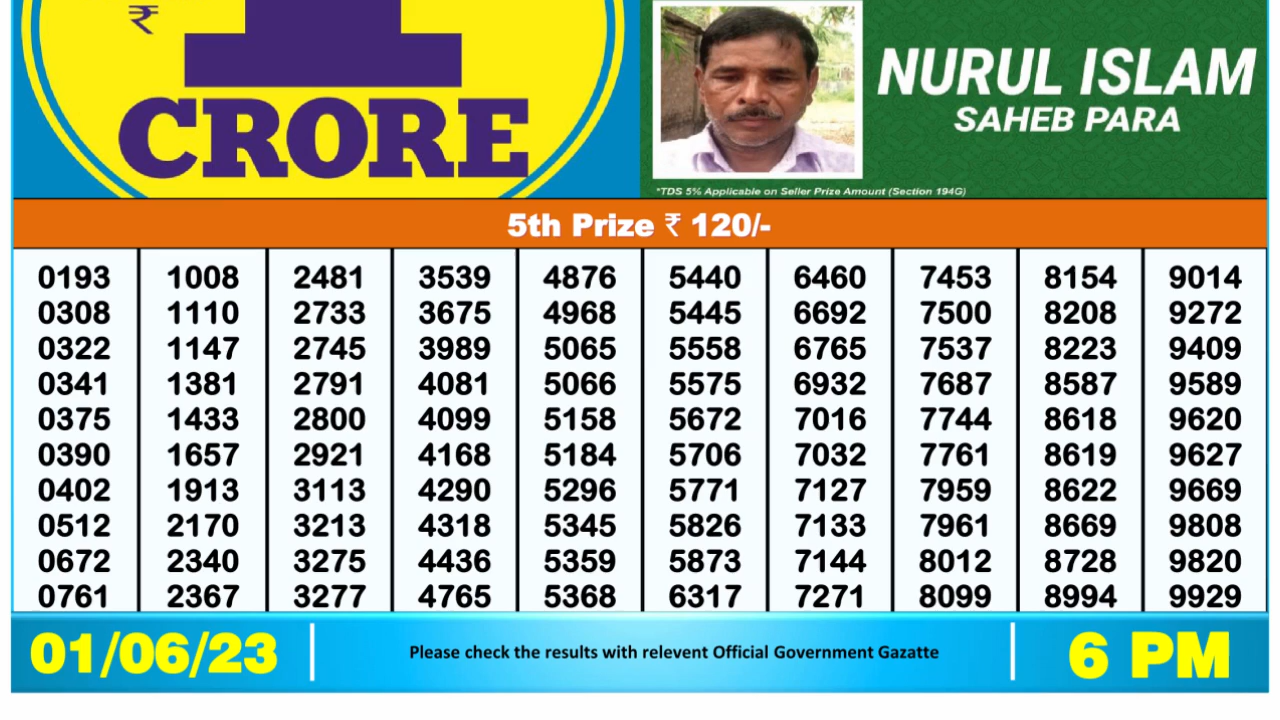 ₹
1
CRORE
NURUL ISLAM
SAHEB PARA
*TDS 5% Applicable on Seller Prize Amount (Section 194G)
5th Prize ₹ 120/-
0193 1008 2481 3539 4876 5440 6460 7453 8154 9014
0308 1110 2733 3675 4968 5445 6692 7500 8208 9272
0322 1147 2745 3989 5065 5558 6765 7537 8223 9409
0341 1381 2791 4081 5066 5575 6932 7687 8587 9589
0375 1433 2800 4099 5158 5672 7016 7744 8618 9620
0390 1657 2921 4168 5184 5706 7032 7761 8619 9627
0402 1913 3113 4290 5296 5771 7127 7959 8622 9669
0512 2170 3213 4318 5345 5826 7133 7961 8669 9808
0672 2340 3275 4436 5359 5873 7144 8012 8728 9820
0761 2367 3277 4765 5368 6317 7271 8099 8994 9929
01/06/23
Please check the results with relevent Official Government Gazatte
6 PM